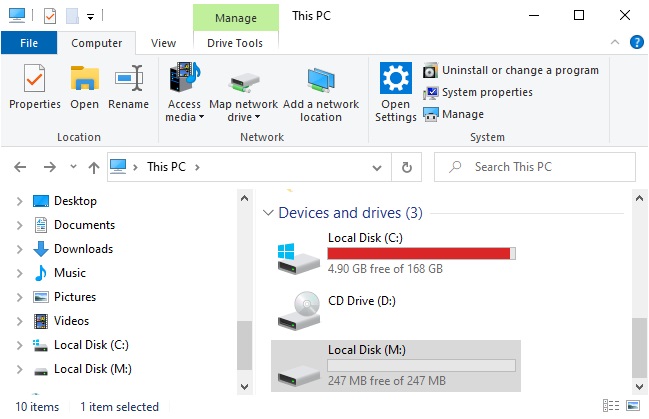 Manage
This PC
File
Computer
View
Drive Tools
Properties
Open
Rename
Access
media
Map network
drive
Add a network
location
Open
Settings
Uninstall or change a program
System properties
Manage
Location
Network
System
This PC
Search This PC
Desktop
Documents
Downloads
Music
Pictures
Videos
Local Disk (C:)
Local Disk (M:)
Devices and drives (3)
Local Disk (C:)
4.90 GB free of 168 GB
CD Drive (D:)
Local Disk (M:)
247 MB free of 247 MB
10 items
1 item selected